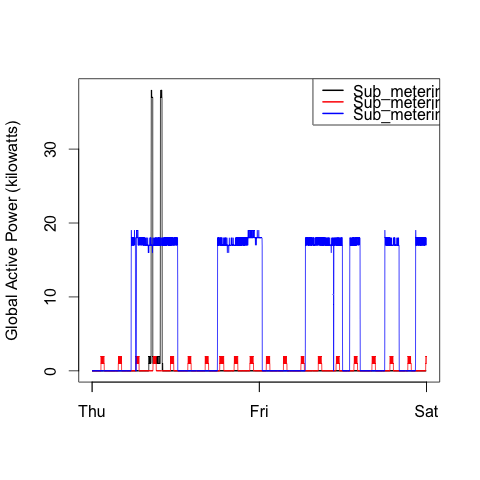 Global Active Power (kilowatts)
0
10
20
30
Thu
Fri
Sat
Sub_meterin
Sub_meterin
Sub_meterin